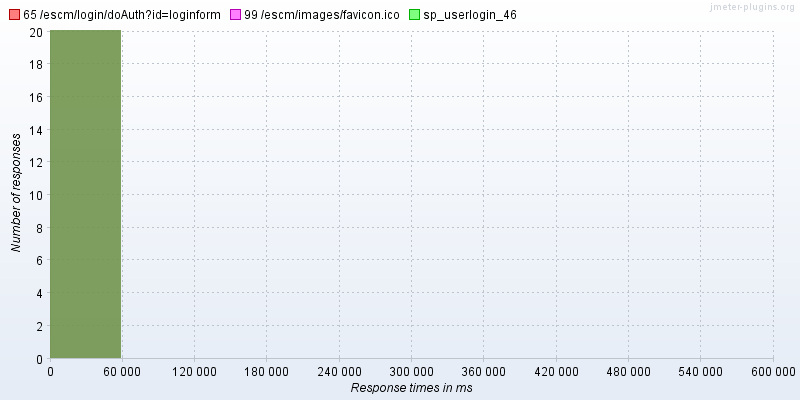 65 /escm/login/doAuth?id=loginform 99 /escm/images/favicon.ico sp_userlogin_46
jmeter-plugins.org
Number of responses
20
18
16
14
12
10
8
6
4
2
0
0 60 000 120 000 180 000 240 000 300 000 360 000 420 000 480 000 540 000 600 000
Response times in ms